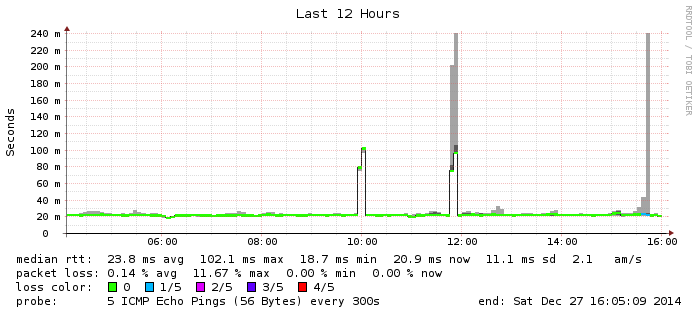 Last 12 Hours
RRDTOOL / TOBI OETIKER
Seconds
240 m
220 m
200 m
180 m
160 m
140 m
120 m
100 m
80 m
60 m
40 m
20 m
0
06:00 08:00 10:00 12:00 14:00 16:00
median rtt: 23.8 ms avg 102.1 ms max 18.7 ms min 20.9 ms now 11.1 ms sd 2.1 am/s
packet loss: 0.14 % avg 11.67 % max 0.00 % min 0.00 % now
loss color: 0 1/5 2/5 3/5 4/5
probe: 5 ICMP Echo Pings (56 Bytes) every 300s end: Sat Dec 27 16:05:09 2014